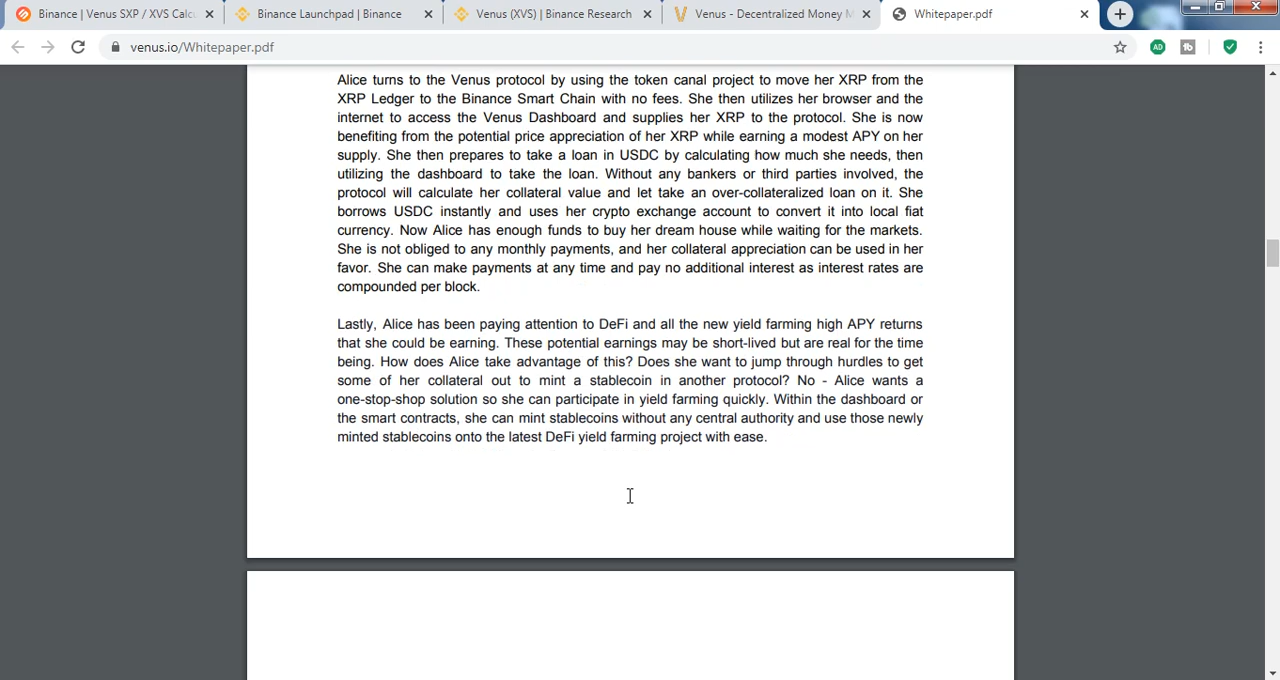 Binance | Venus SXP / XVS Calcu
Binance Launchpad | Binance
Venus (XVS) | Binance Research
Venus - Decentralized Money M
Whitepaper.pdf
venus.io/Whitepaper.pdf
Alice turns to the Venus protocol by using the token canal project to move her XRP from the
XRP Ledger to the Binance Smart Chain with no fees. She then utilizes her browser and the
internet to access the Venus Dashboard and supplies her XRP to the protocol. She is now
benefiting from the potential price appreciation of her XRP while earning a modest APY on her
supply. She then prepares to take a loan in USDC by calculating how much she needs, then
utilizing the dashboard to take the loan. Without any bankers or third parties involved, the
protocol will calculate her collateral value and let take an over-collateralized loan on it. She
borrows USDC instantly and uses her crypto exchange account to convert it into local fiat
currency. Now Alice has enough funds to buy her dream house while waiting for the markets.
She is not obliged to any monthly payments, and her collateral appreciation can be used in her
favor. She can make payments at any time and pay no additional interest as interest rates are
compounded per block.
Lastly, Alice has been paying attention to DeFi and all the new yield farming high APY returns
that she could be earning. These potential earnings may be short-lived but are real for the time
being. How does Alice take advantage of this? Does she want to jump through hurdles to get
some of her collateral out to mint a stablecoin in another protocol? No - Alice wants a
one-stop-shop solution so she can participate in yield farming quickly. Within the dashboard or
the smart contracts, she can mint stablecoins without any central authority and use those newly
minted stablecoins onto the latest DeFi yield farming project with ease.